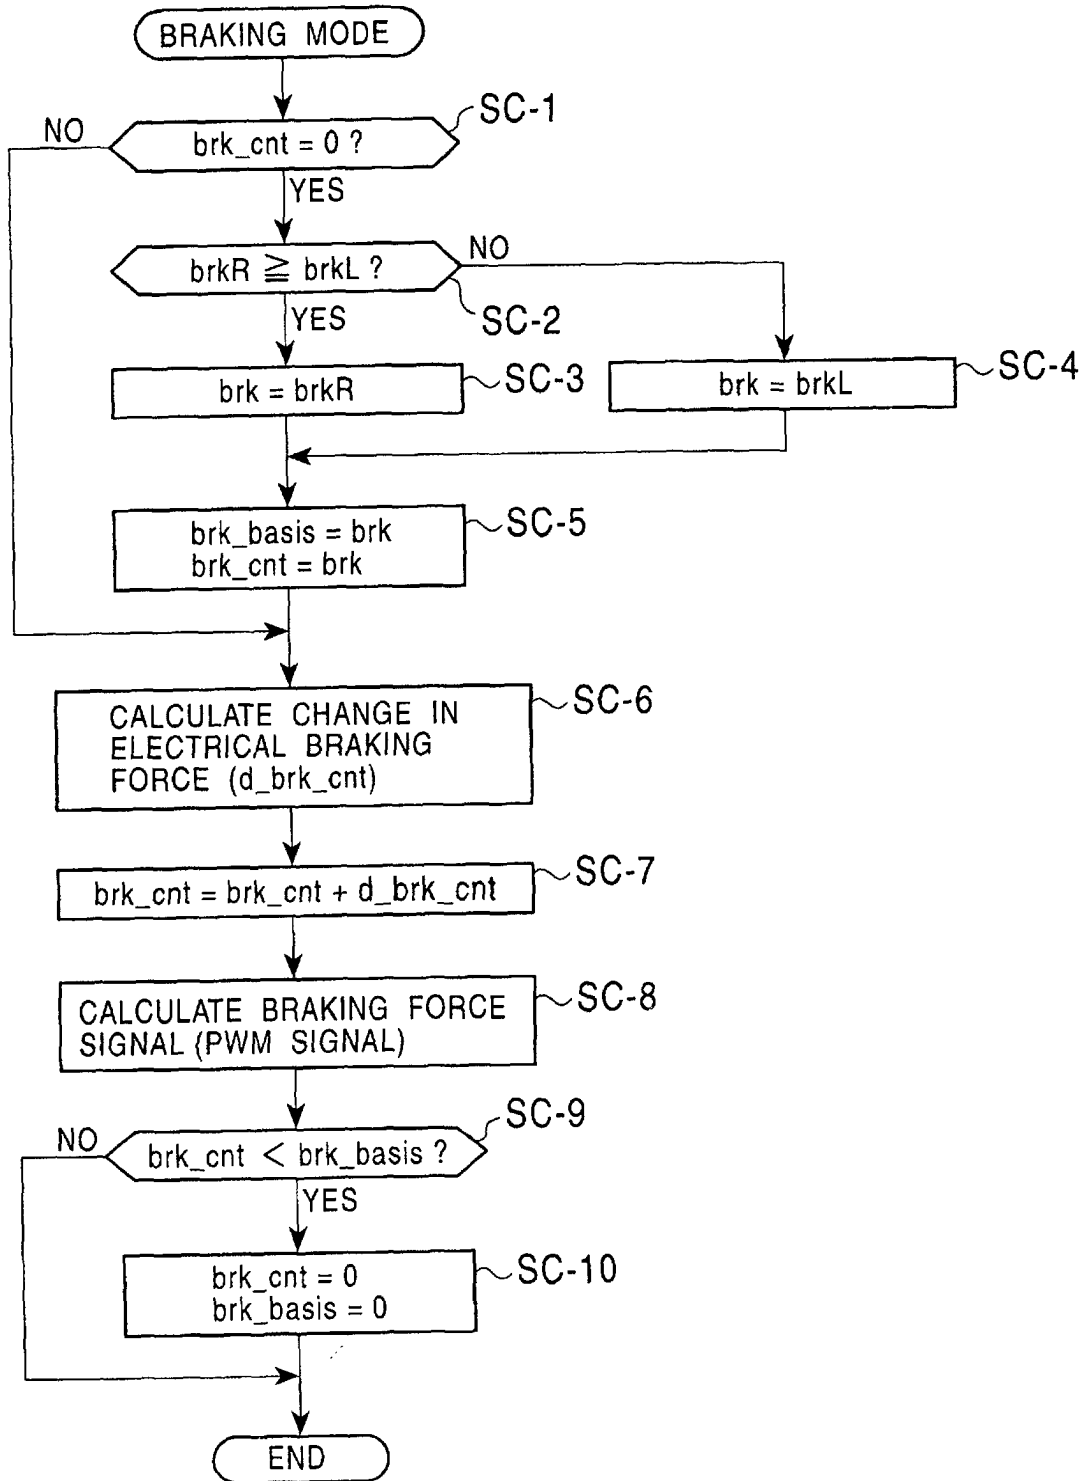 BRAKING MODE
SC-1
NO
brk_cnt = 0 ?
YES
NO
brkR ≧ brkL ?
SC-2
YES
brk = brkR
SC-3
brk = brkL
SC-4
brk_basis = brk
brk_cnt = brk
SC-5
CALCULATE CHANGE IN
ELECTRICAL BRAKING
FORCE (d_brk_cnt)
SC-6
brk_cnt = brk_cnt + d_brk_cnt
SC-7
CALCULATE BRAKING FORCE
SIGNAL (PWM SIGNAL)
SC-8
SC-9
NO
brk_cnt < brk_basis ?
YES
brk_cnt = 0
brk_basis = 0
SC-10
END